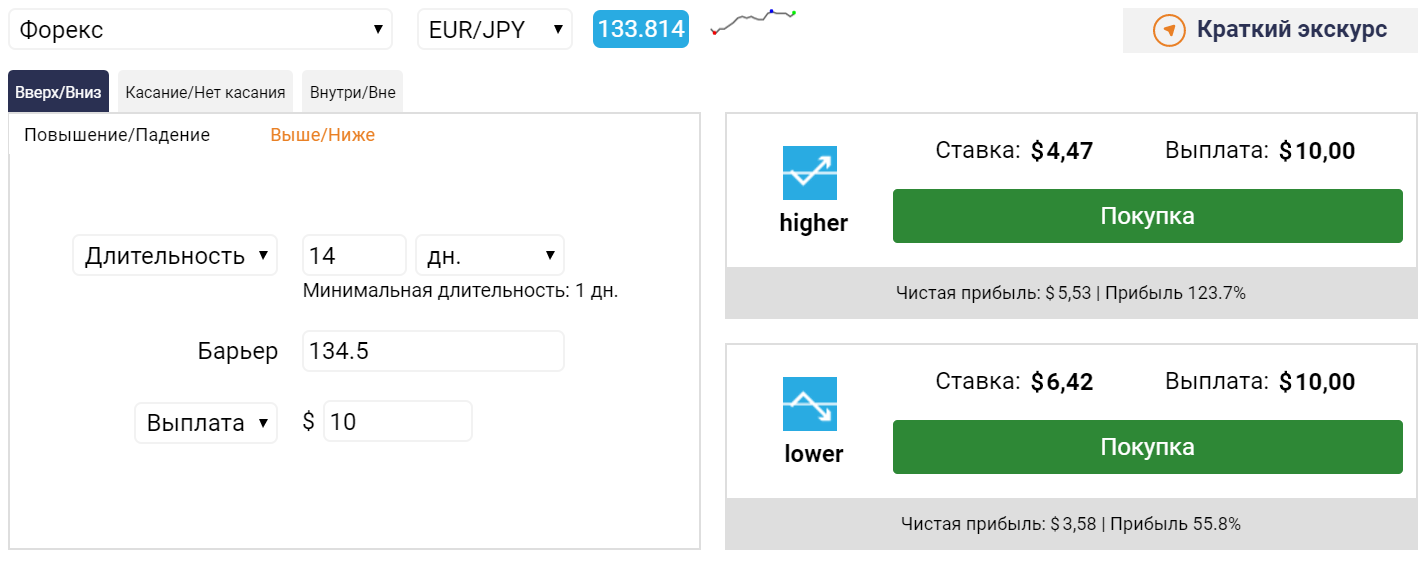 Форекс EUR/JPY 133.814 Краткий экскурс
Вверх/Вниз Касание/Нет касания Внутри/Вне
Повышение/Падение Выше/Ниже
Длительность 14 дн.
Минимальная длительность: 1 дн.
Барьер 134.5
Выплата $ 10
Ставка: $4,47 Выплата: $10,00
higher Покупка
Чистая прибыль: $5,53 | Прибыль 123.7%
Ставка: $6,42 Выплата: $10,00
lower Покупка
Чистая прибыль: $3,58 | Прибыль 55.8%